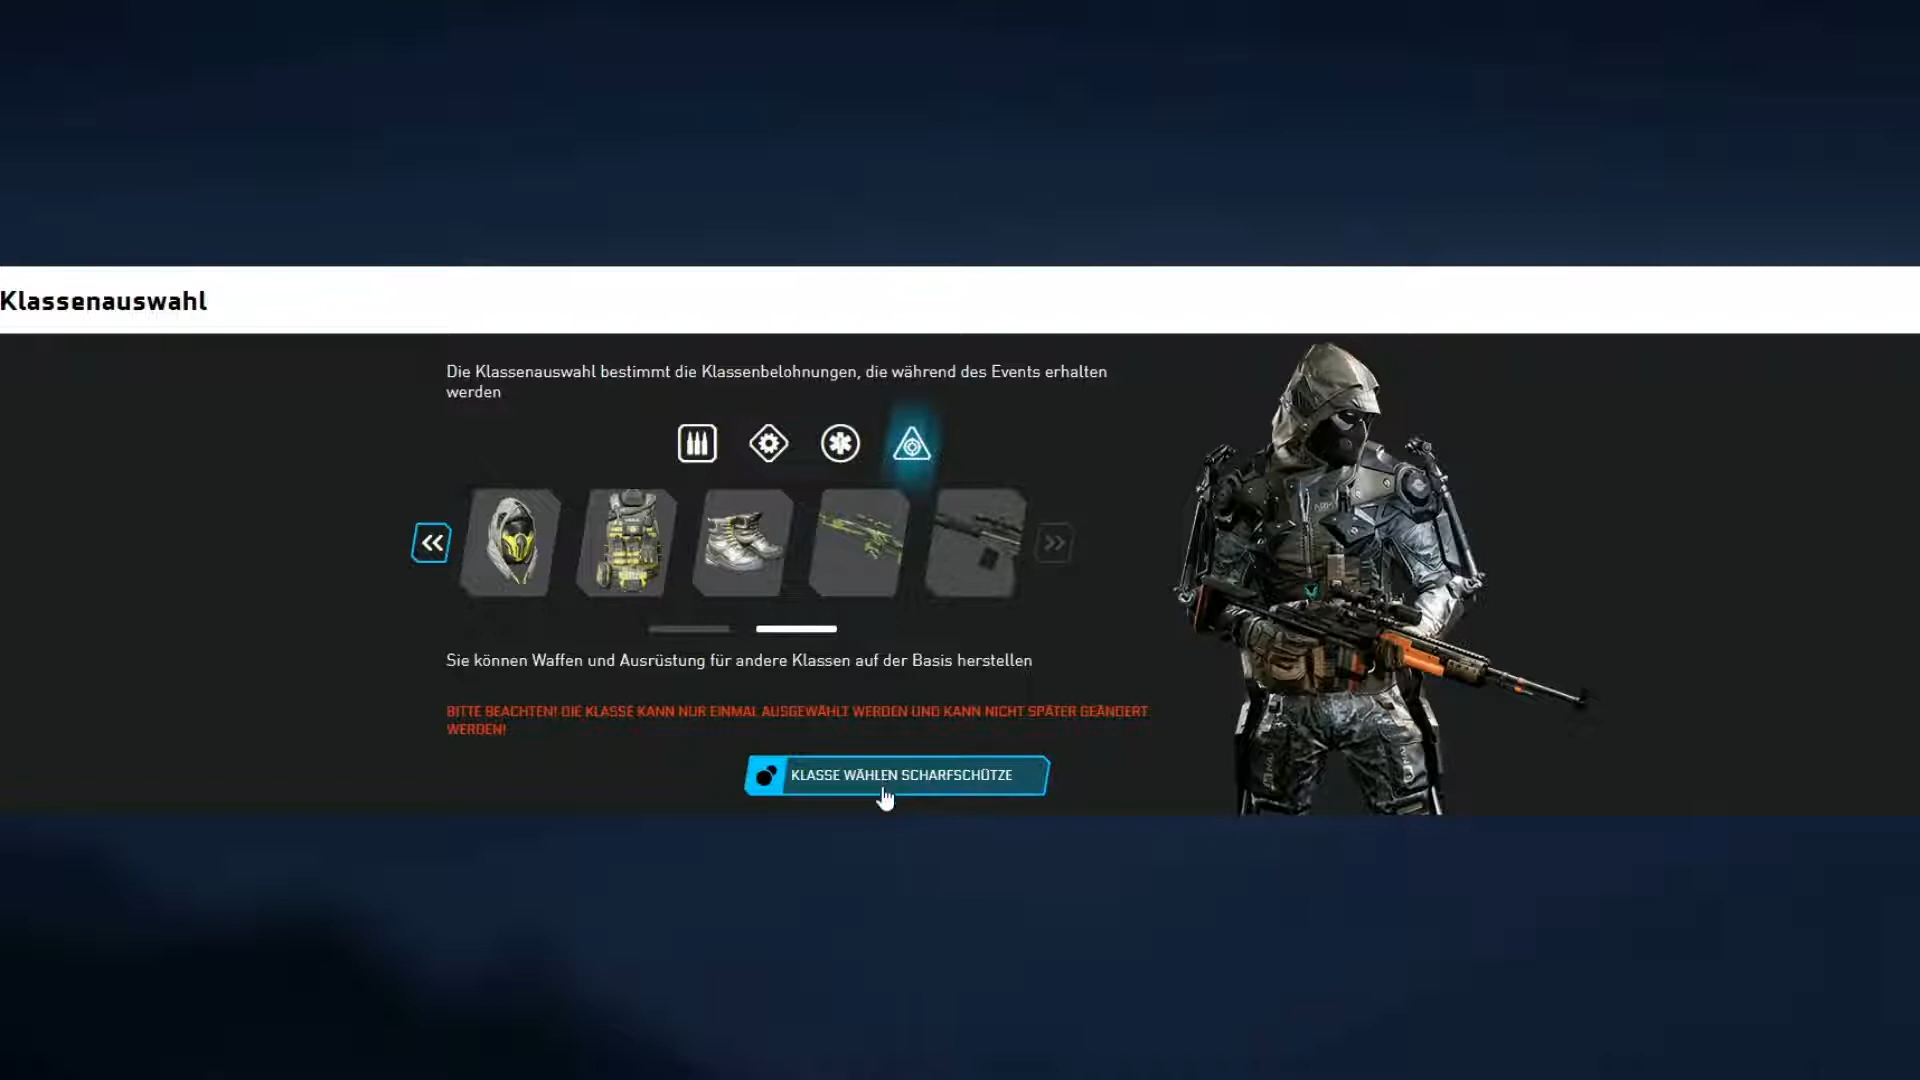 Klassenauswahl
Die Klassenauswahl bestimmt die Klassenbelohnungen, die während des Events erhalten
werden
Sie können Waffen und Ausrüstung für andere Klassen auf der Basis herstellen
BITTE BEACHTEN! DIE KLASSE KANN NUR EINMAL AUSGEWÄHLT WERDEN UND KANN NICHT SPÄTER GEÄNDERT
WERDEN!
KLASSE WÄHLEN SCHARFSCHÜTZE